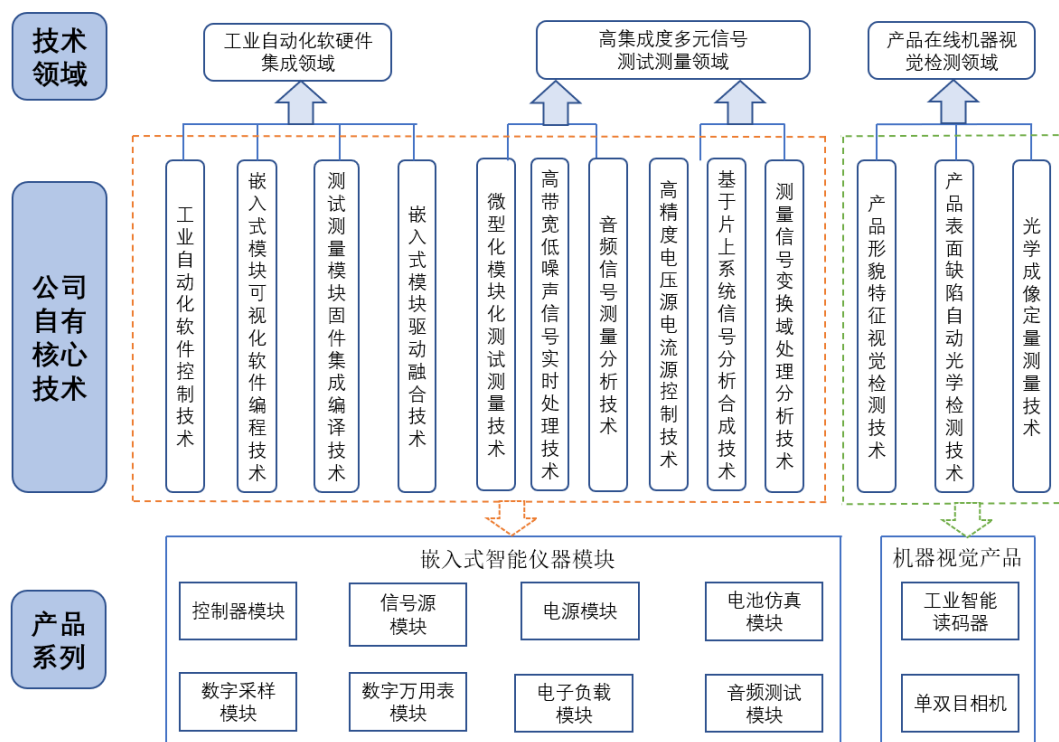 技术
领域
工业自动化软硬件
集成领域
高集成度多元信号
测试测量领域
产品在线机器视
觉检测领域
公司
自有
核心
技术
工业自动化软件控制技术
嵌入式模块可视化软件编程技术
测试测量模块固件集成编译技术
嵌入式模块驱动融合技术
微型化模块化测试测量技术
高带宽低噪声信号实时处理技术
音频信号测量分析技术
高精度电压源电流源控制技术
基于片上系统信号分析合成技术
测量信号变换域处理分析技术
产品形貌特征视觉检测技术
产品表面缺陷自动光学检测技术
光学成像定量测量技术
产品
系列
嵌入式智能仪器模块
控制器模块
信号源
模块
电源模块
电池仿真
模块
数字采样
模块
数字万用表
模块
电子负载
模块
音频测试
模块
机器视觉产品
工业智能
读码器
单双目相机